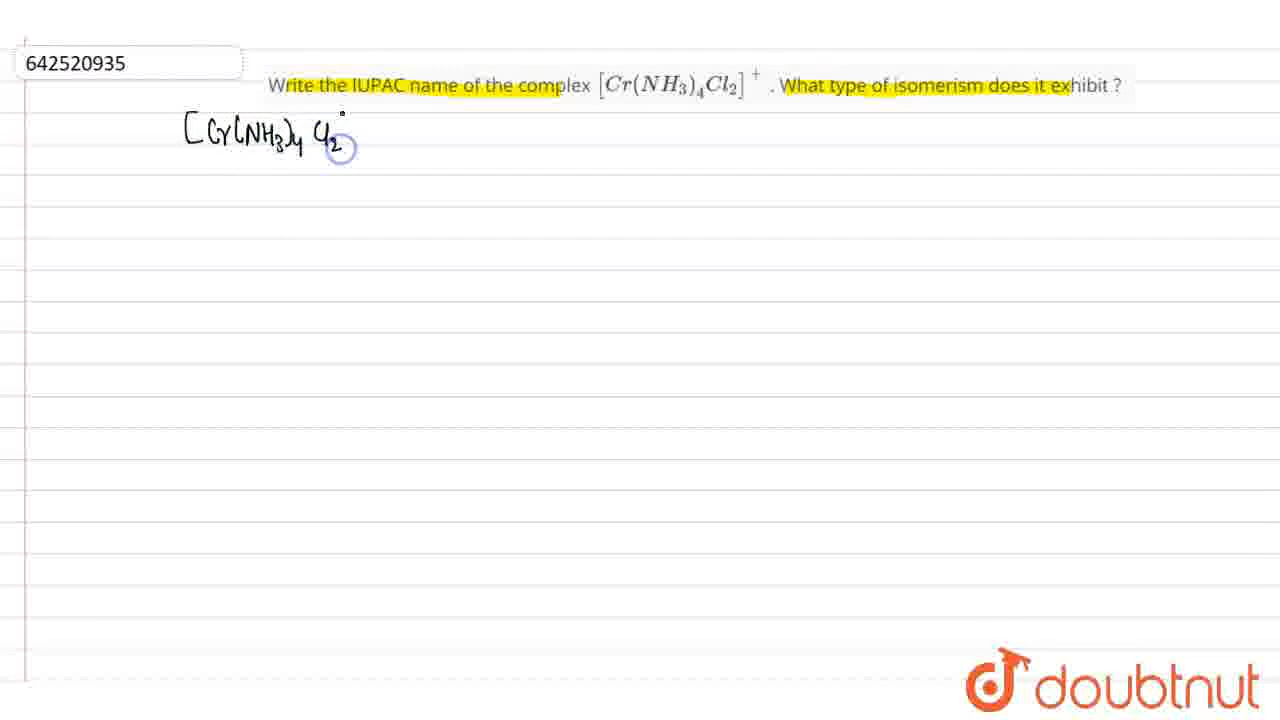 642520935
Write the IUPAC name of the complex [Cr(NH₃)₄Cl₂]⁺ . What type of isomerism does it exhibit ?
[Cr(NH₃)₄ Cl₂
doubtnut